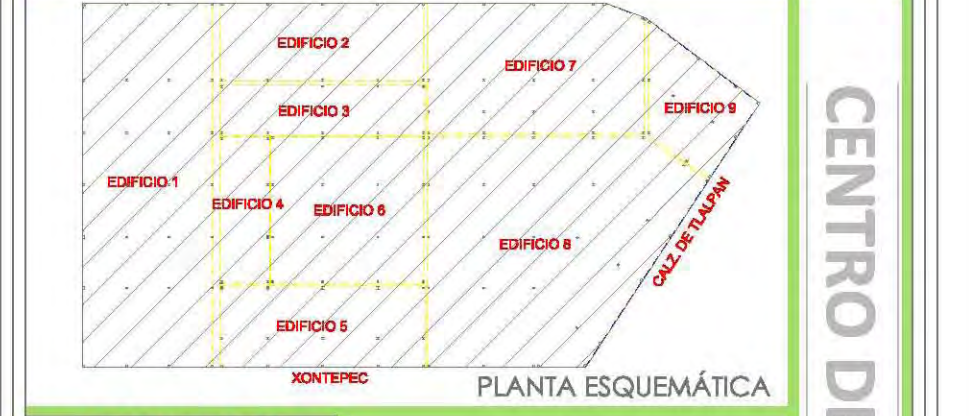 EDIFICIO 2
EDIFICIO 7
EDIFICIO 3
EDIFICIO 9
EDIFICIO 1
EDIFICIO 4
EDIFICIO 6
EDIFICIO 8
CALZ. DE TLALPAN
EDIFICIO 5
XONTEPEC
PLANTA ESQUEMÁTICA
CENTRO